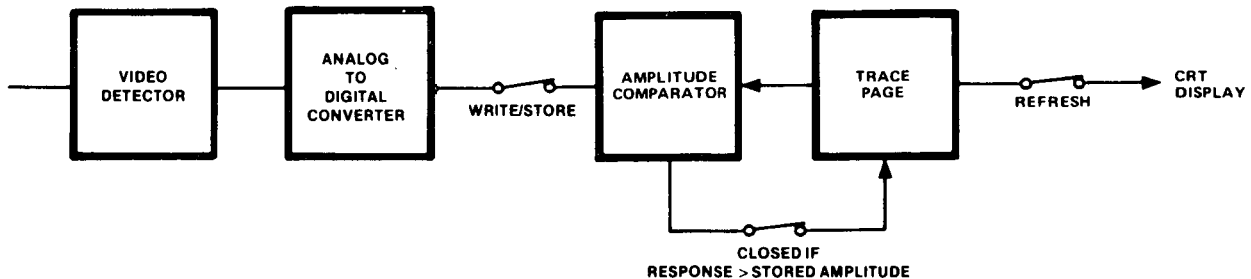 VIDEO
DETECTOR
ANALOG
TO
DIGITAL
CONVERTER
WRITE/STORE
AMPLITUDE
COMPARATOR
TRACE
PAGE
REFRESH
CRT
DISPLAY
CLOSED IF
RESPONSE > STORED AMPLITUDE